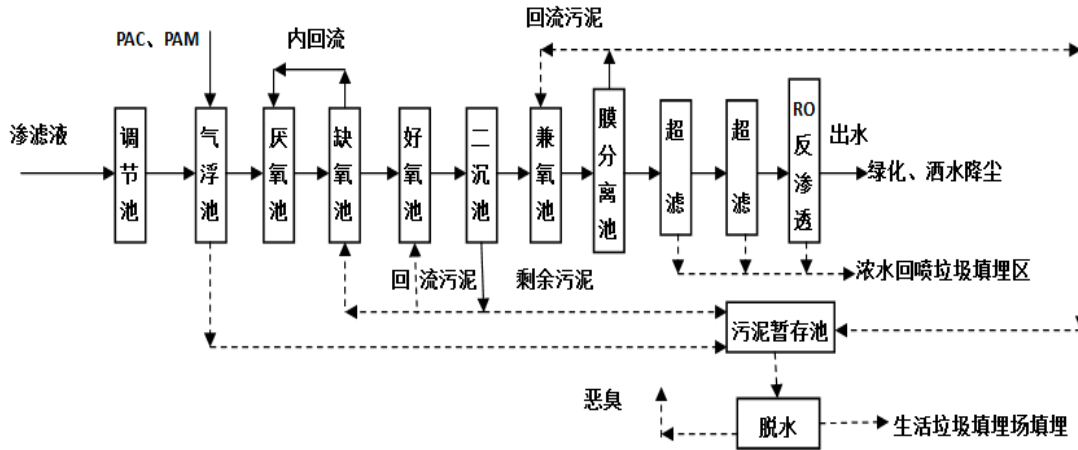 回流污泥
PAC、PAM
内回流
渗滤液
调节池
气浮池
厌氧池
缺氧池
好氧池
二沉池
兼氧池
膜分离池
超滤
超滤
RO反渗透
出水
绿化、洒水降尘
回流污泥
剩余污泥
浓水回喷垃圾填埋区
污泥暂存池
恶臭
脱水
生活垃圾填埋场填埋